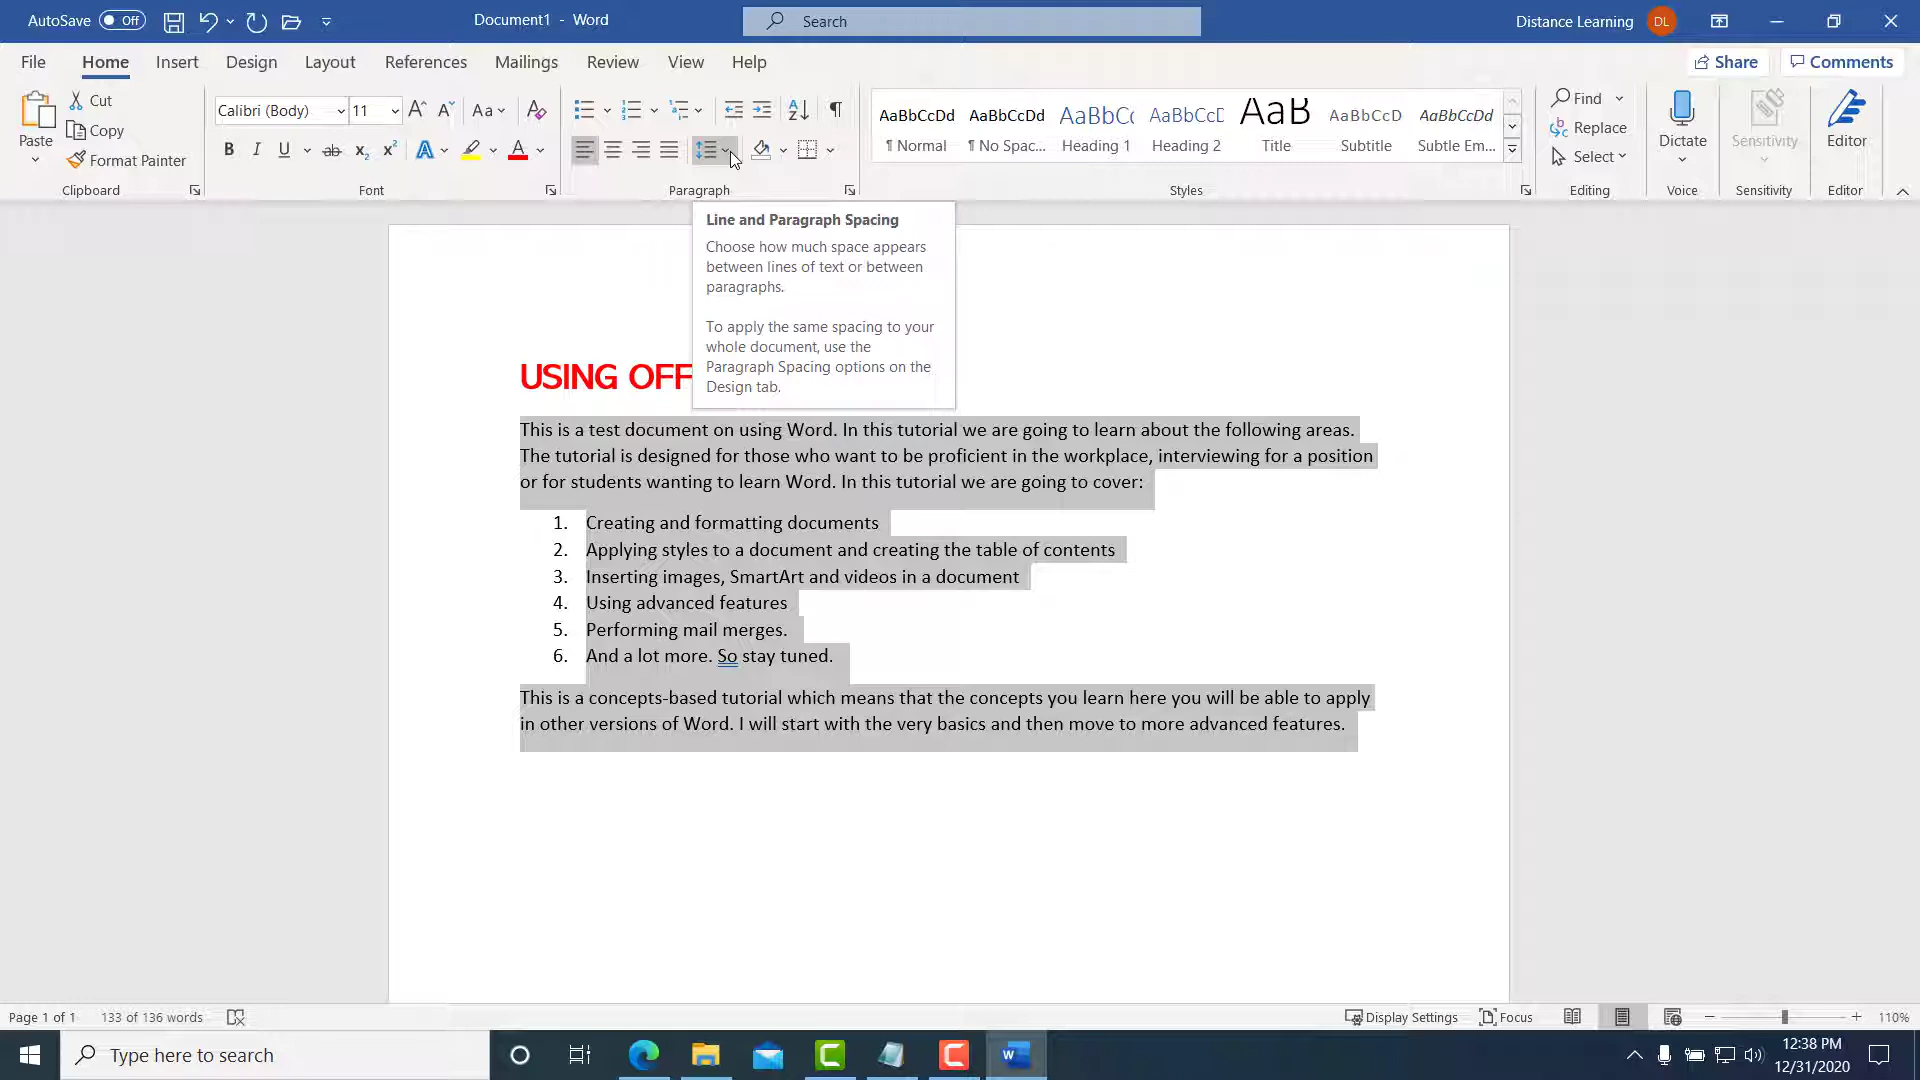 AutoSave Off Document1 - Word Search Distance Learning DL
File Home Insert Design Layout References Mailings Review View Help Share Comments
Paste
Cut
Copy
Format Painter
Clipboard
Calibri (Body) 11
Font
Paragraph
AaBbCcDd AaBbCcDd AaBbCc AaBbCcD AaB AaBbCcD AaBbCcDd
¶ Normal ¶ No Spac... Heading 1 Heading 2 Title Subtitle Subtle Em...
Styles
Find
Replace
Select
Editing
Dictate
Voice
Sensitivity
Sensitivity
Editor
Editor
Line and Paragraph Spacing
Choose how much space appears
between lines of text or between
paragraphs.
To apply the same spacing to your
whole document, use the
Paragraph Spacing options on the
Design tab.
USING OFF
This is a test document on using Word. In this tutorial we are going to learn about the following areas.
The tutorial is designed for those who want to be proficient in the workplace, interviewing for a position
or for students wanting to learn Word. In this tutorial we are going to cover:
1. Creating and formatting documents
2. Applying styles to a document and creating the table of contents
3. Inserting images, SmartArt and videos in a document
4. Using advanced features
5. Performing mail merges.
6. And a lot more. So stay tuned.
This is a concepts-based tutorial which means that the concepts you learn here you will be able to apply
in other versions of Word. I will start with the very basics and then move to more advanced features.
Page 1 of 1 133 of 136 words Display Settings Focus 110%
Type here to search
12:38 PM
12/31/2020